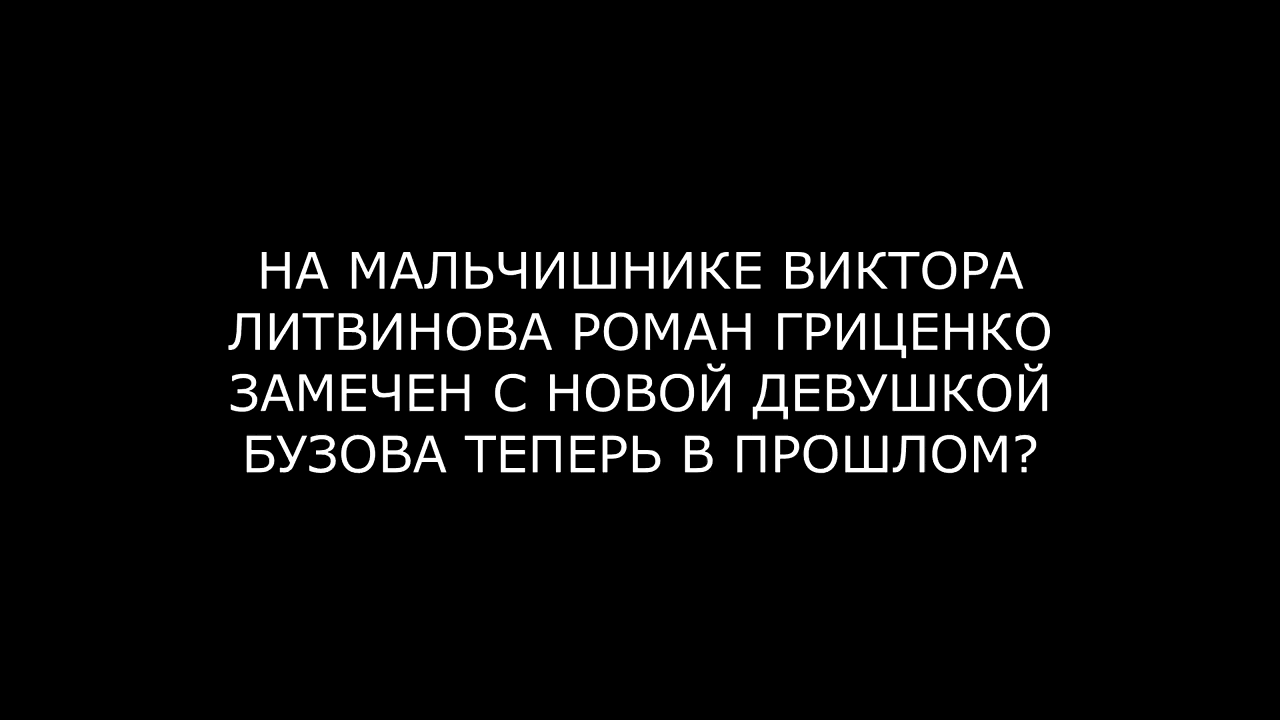 НА МАЛЬЧИШНИКЕ ВИКТОРА
ЛИТВИНОВА РОМАН ГРИЦЕНКО
ЗАМЕЧЕН С НОВОЙ ДЕВУШКОЙ
БУЗОВА ТЕПЕРЬ В ПРОШЛОМ?